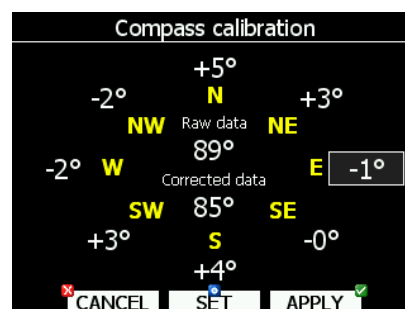 Compass calibration
+5°
-2° N +3°
NW Raw data NE
89°
-2° W E -1°
Corrected data
SW 85° SE
+3° S -0°
+4°
CANCEL SET APPLY